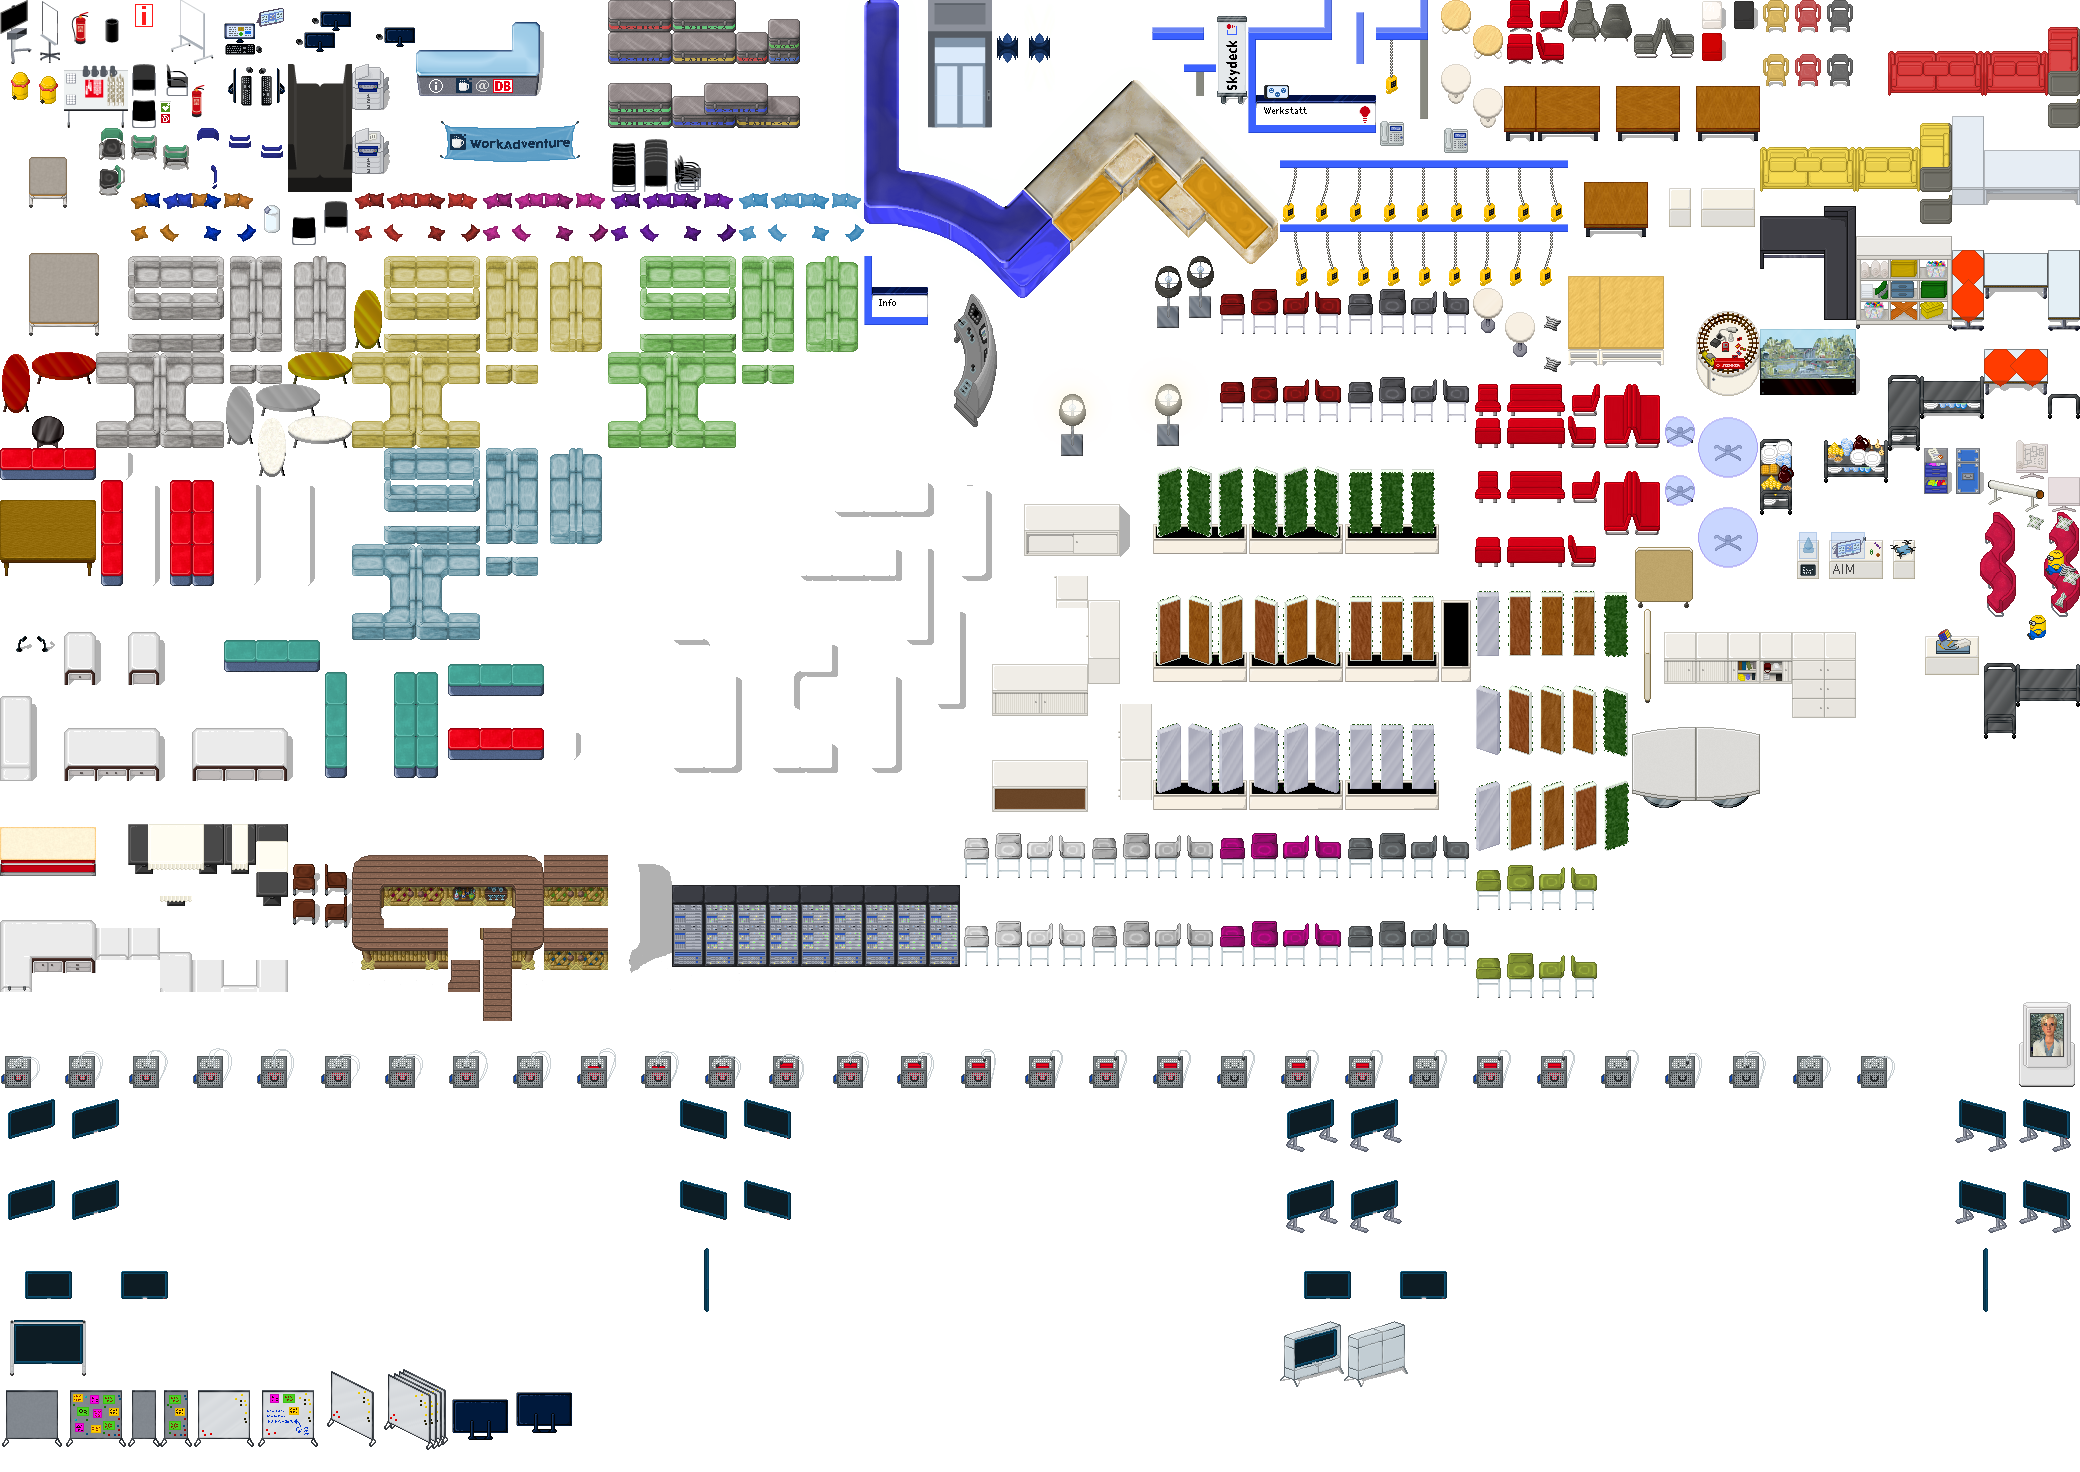 i
Skydeck
i @ DB
Werkstatt
WorkAdventure
Info
AIM